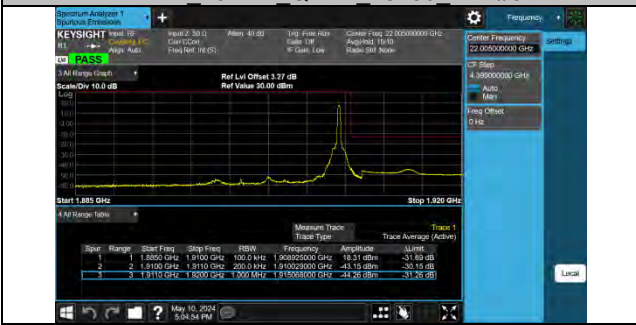 Spectrum Analyzer 1
Spurious Emissions
Frequency
KEYSIGHT Input: RF
Coupling: DC
Align: Auto
Input Z: 50 Ω
Corr CCorr
Freq Ref: Int (S)
Atten: 40 dB
Trig: Free Run
Gate: Off
IF Gain: Low
Center Freq: 22.005000000 GHz
Avg|Hold: 10/10
Radio Std: None
PASS
Center Frequency
22.005000000 GHz
Settings
CF Step
4.390000000 GHz
Auto
Man
Freq Offset
0 Hz
3 All Range Graph
Scale/Div 10.0 dB
Ref Lvl Offset 3.27 dB
Ref Value 30.00 dBm
Log
Start 1.885 GHz
Stop 1.920 GHz
4 All Range Table
Measure Trace Trace 1
Trace Type Trace Average (Active)
Spur Range Start Freq Stop Freq RBW Frequency Amplitude ΔLimit
1 1 1.8850 GHz 1.9100 GHz 100.0 kHz 1.908925000 GHz 18.31 dBm -31.69 dB
2 2 1.9100 GHz 1.9110 GHz 200.0 kHz 1.910029000 GHz -43.15 dBm -30.15 dB
3 3 1.9110 GHz 1.9200 GHz 1.000 MHz 1.915068000 GHz -44.26 dBm -31.26 dB
Local
May 10, 2024
5:04:54 PM